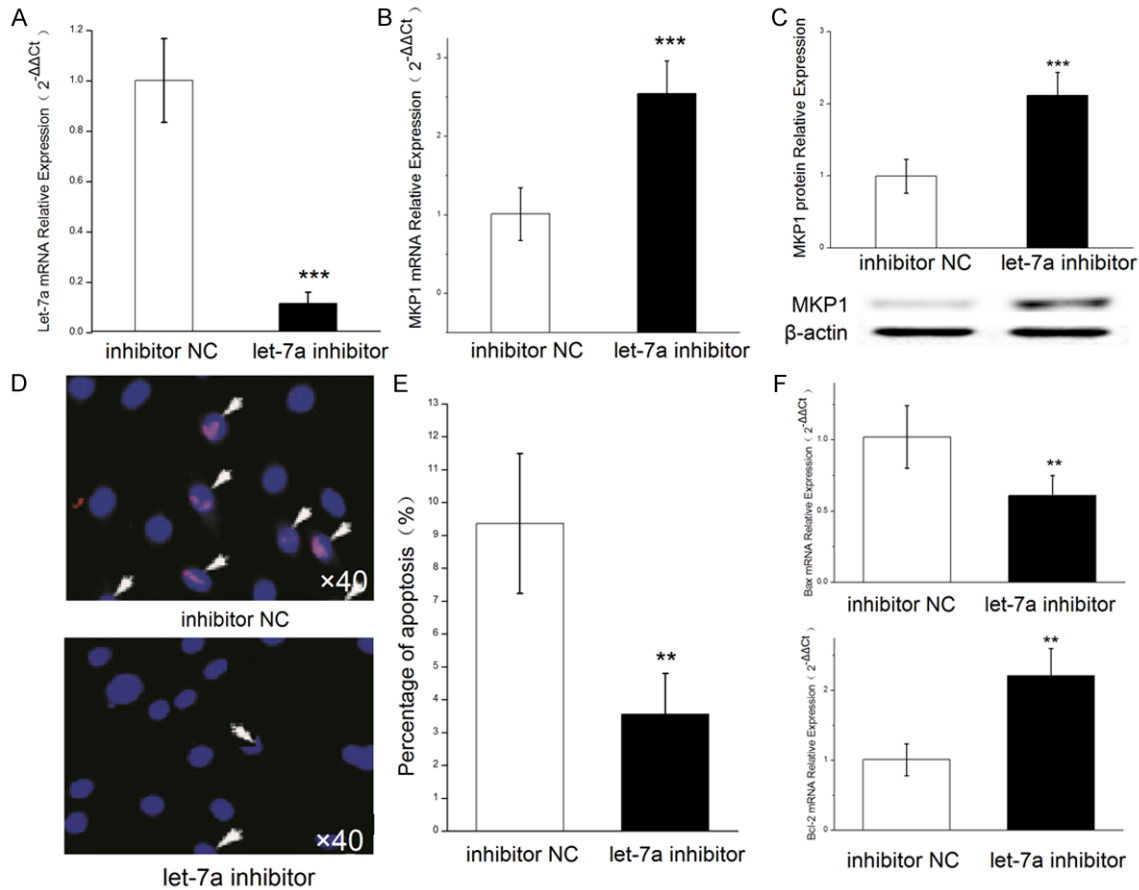 A
Let-7a mRNA Relative Expression ( 2-ΔΔCt)
1.2
1.0
0.8
0.6
0.4
0.2
0.0
***
inhibitor NC let-7a inhibitor
B
MKP1 mRNA Relative Expression ( 2-ΔΔCt)
3
2
1
0
***
inhibitor NC let-7a inhibitor
C
MKP1 protein Relative Expression
3
2
1
0
***
inhibitor NC let-7a inhibitor
MKP1
β-actin
D
×40
inhibitor NC
×40
let-7a inhibitor
E
Percentage of apoptosis (%)
13
12
11
10
9
8
7
6
5
4
3
2
1
0
**
inhibitor NC let-7a inhibitor
F
Bax mRNA Relative Expression ( 2-ΔΔCt)
1.0
0.5
0.0
**
inhibitor NC let-7a inhibitor
Bcl-2 mRNA Relative Expression ( 2-ΔΔCt)
2
1
0
**
inhibitor NC let-7a inhibitor